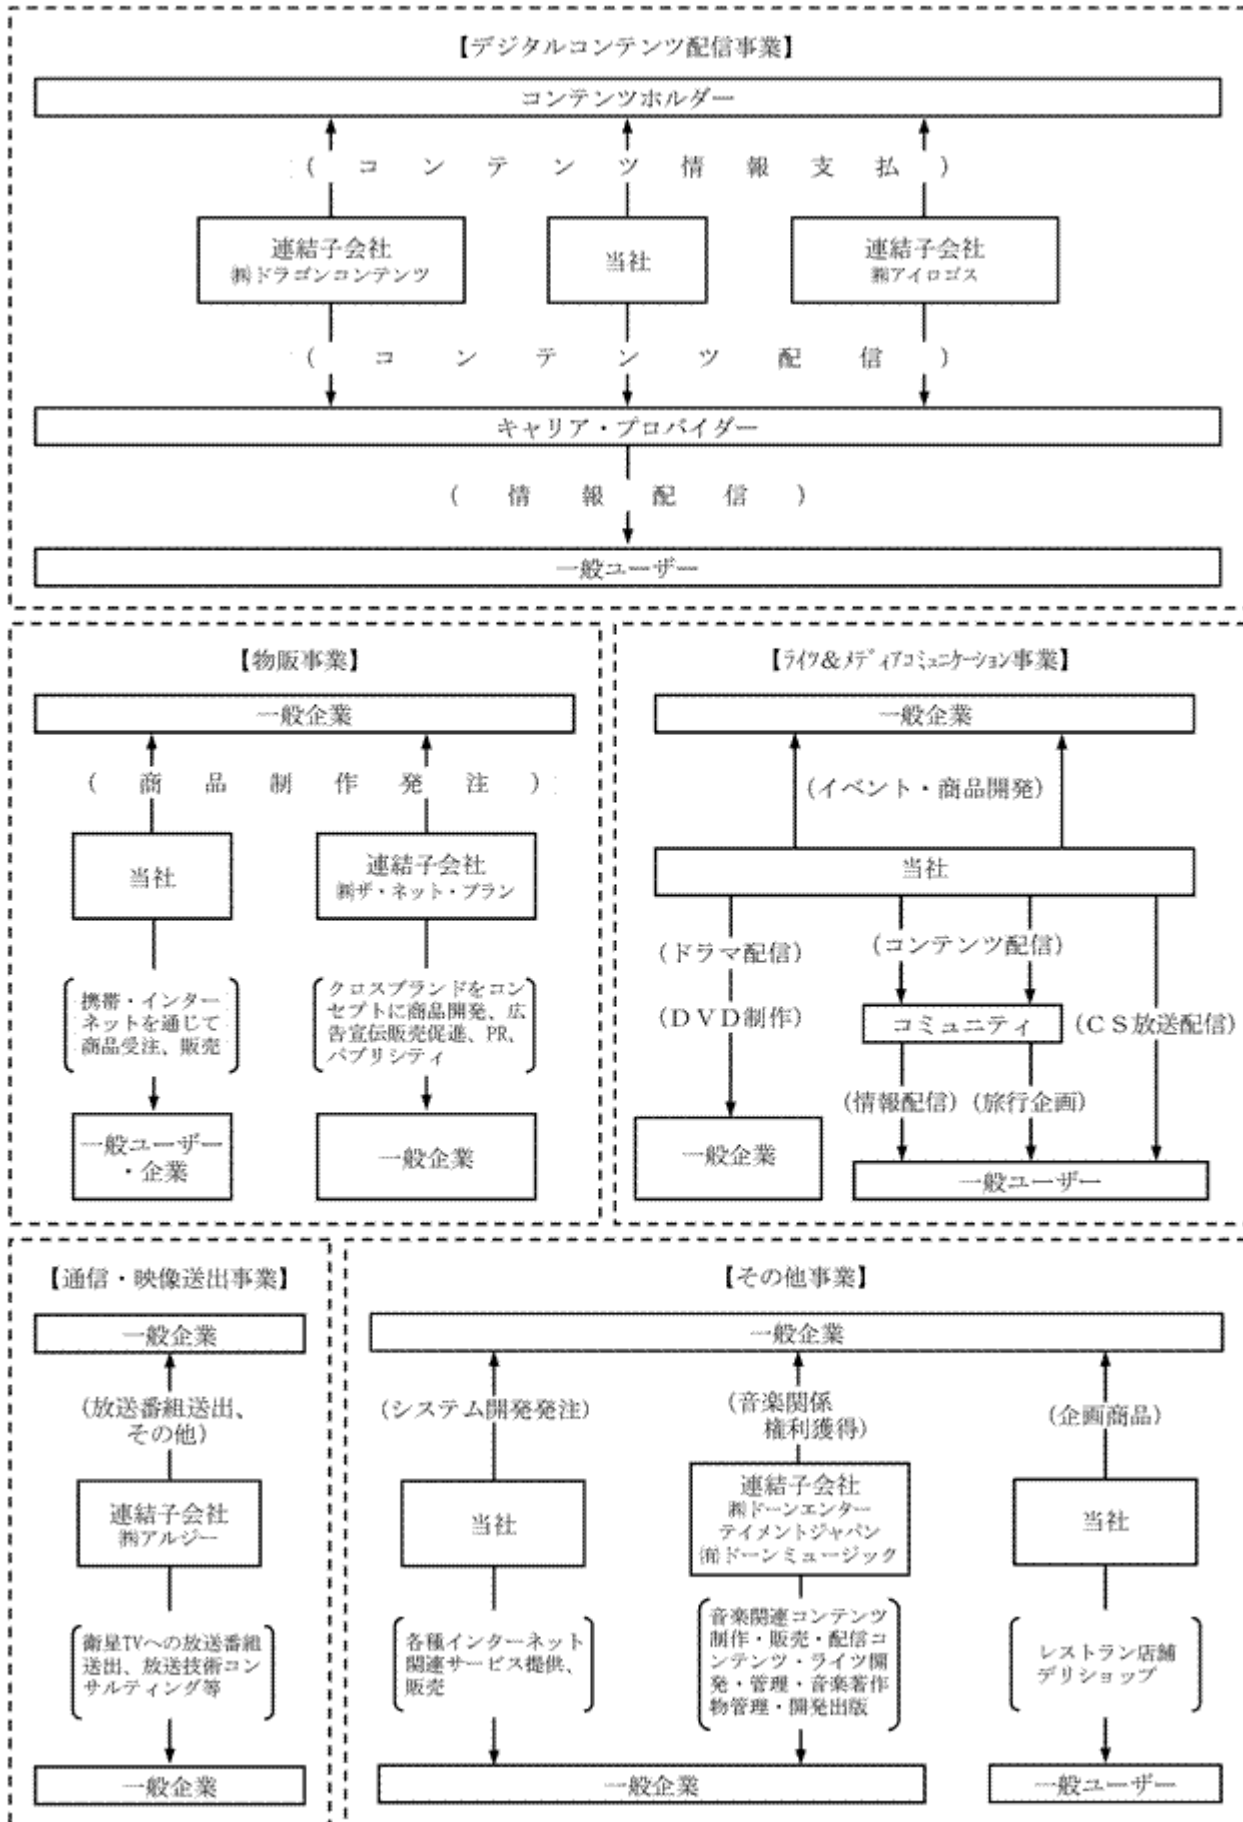 【デジタルコンテンツ配信事業】
コンテンツホルダー
(コンテンツ情報支払)
連結子会社
㈱ドラゴンコンテンツ
当社
連結子会社
㈱アイロゴス
(コンテンツ配信)
キャリア・プロバイダー
(情報配信)
一般ユーザー
【物販事業】
一般企業
(商品制作発注)
当社
連結子会社
㈱ザ・ネット・プラン
携帯・インター
ネットを通じて
商品受注、販売
クロスブランドをコン
セプトに商品開発、広
告宣伝販売促進、PR、
パブリシティ
一般ユーザー
・企業
一般企業
【ライツ&メディアコミュニケーション事業】
一般企業
(イベント・商品開発)
当社
(ドラマ配信)
(DVD制作)
(コンテンツ配信)
コミュニティ
(CS放送配信)
(情報配信)
(旅行企画)
一般企業
一般ユーザー
【通信・映像送出事業】
一般企業
(放送番組送出、
その他)
連結子会社
㈱アルジー
衛星TVへの放送番組
送出、放送技術コン
サルティング等
一般企業
【その他事業】
一般企業
(システム開発発注)
(音楽関係
権利獲得)
(企画商品)
当社
連結子会社
㈱ドーンエンター
テイメントジャパン
㈲ドーンミュージック
当社
各種インターネット
関連サービス提供、
販売
音楽関連コンテンツ
制作・販売・配信コ
ンテンツ・ライツ開
発・管理・音楽著作
物管理・開発出版
レストラン店舗
デリショップ
一般企業
一般ユーザー